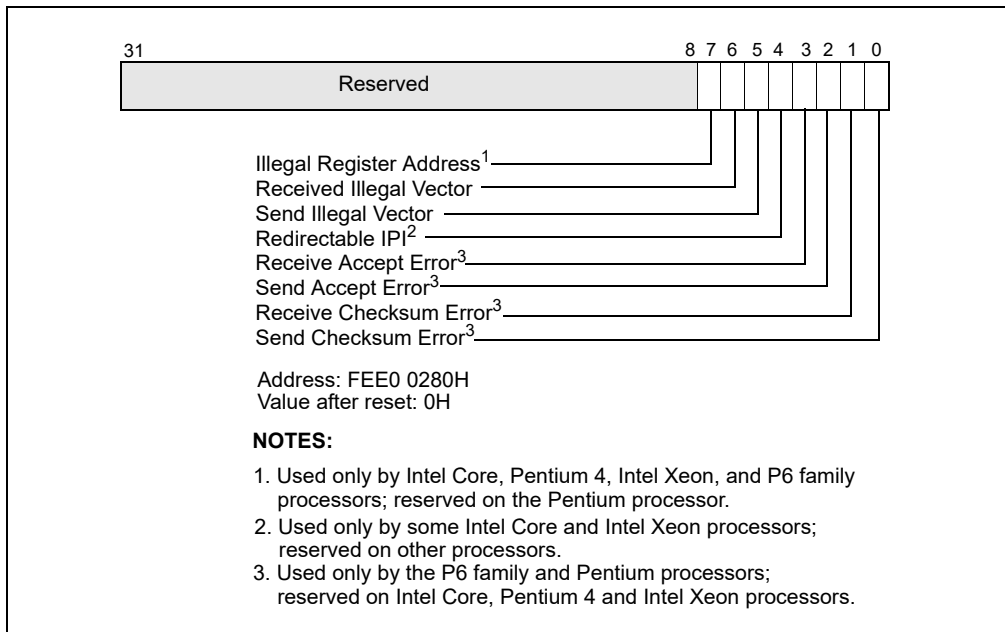 31 8 7 6 5 4 3 2 1 0
Reserved
Illegal Register Address1
Received Illegal Vector
Send Illegal Vector
Redirectable IPI2
Receive Accept Error3
Send Accept Error3
Receive Checksum Error3
Send Checksum Error3
Address: FEE0 0280H
Value after reset: 0H
NOTES:
1. Used only by Intel Core, Pentium 4, Intel Xeon, and P6 family
processors; reserved on the Pentium processor.
2. Used only by some Intel Core and Intel Xeon processors;
reserved on other processors.
3. Used only by the P6 family and Pentium processors;
reserved on Intel Core, Pentium 4 and Intel Xeon processors.